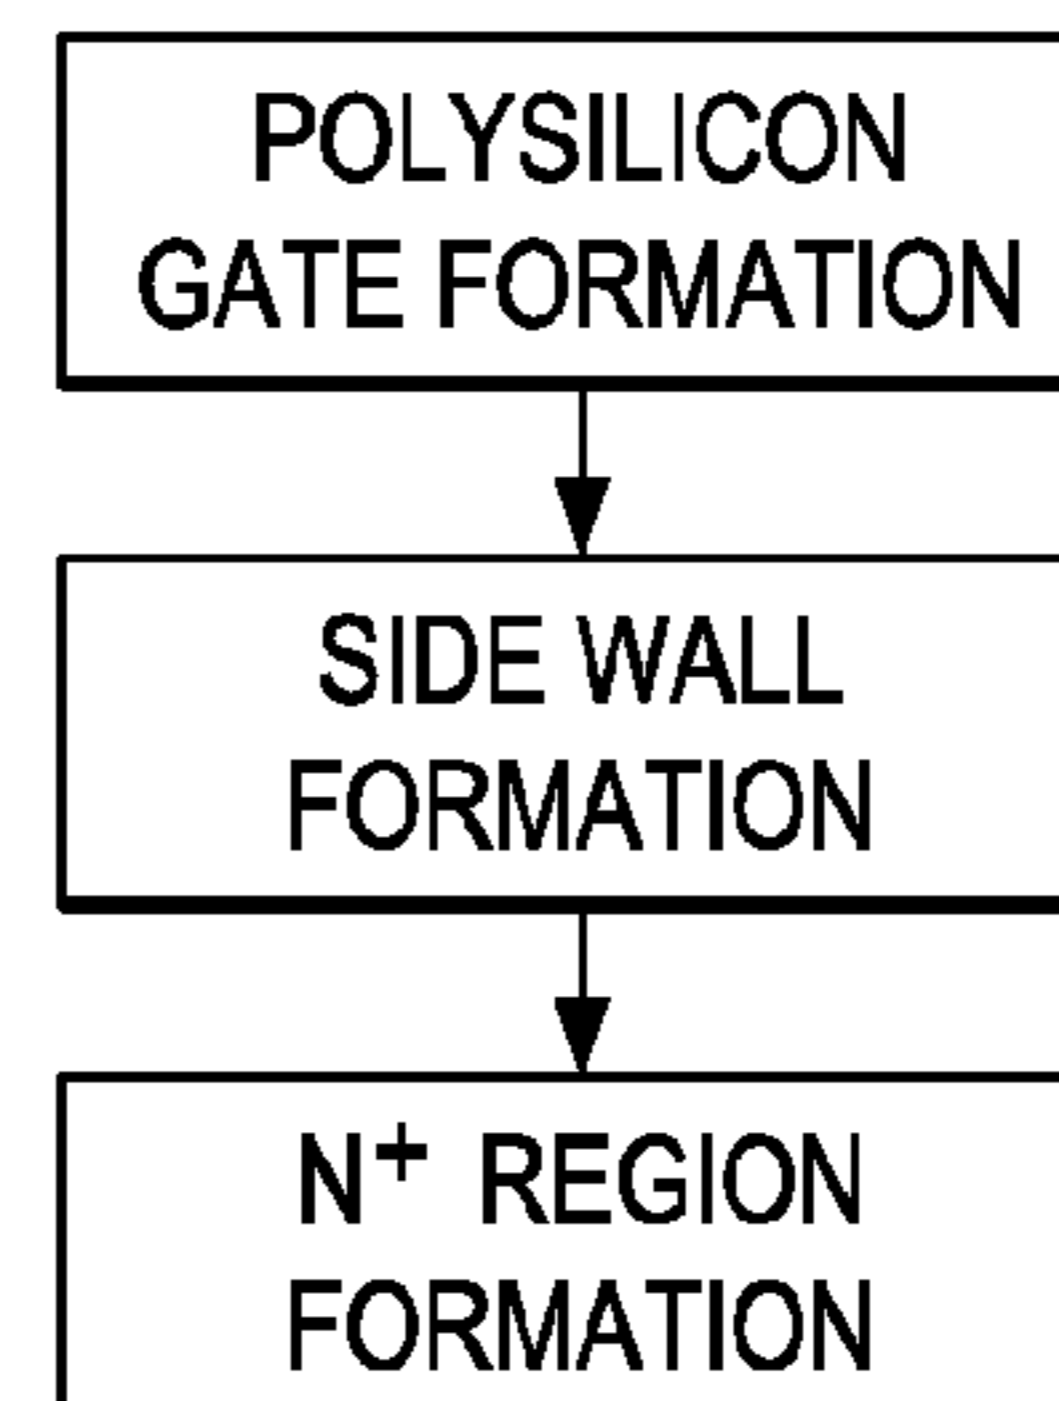 POLYSILICON
GATE FORMATION
SIDE WALL
FORMATION
N⁺ REGION
FORMATION